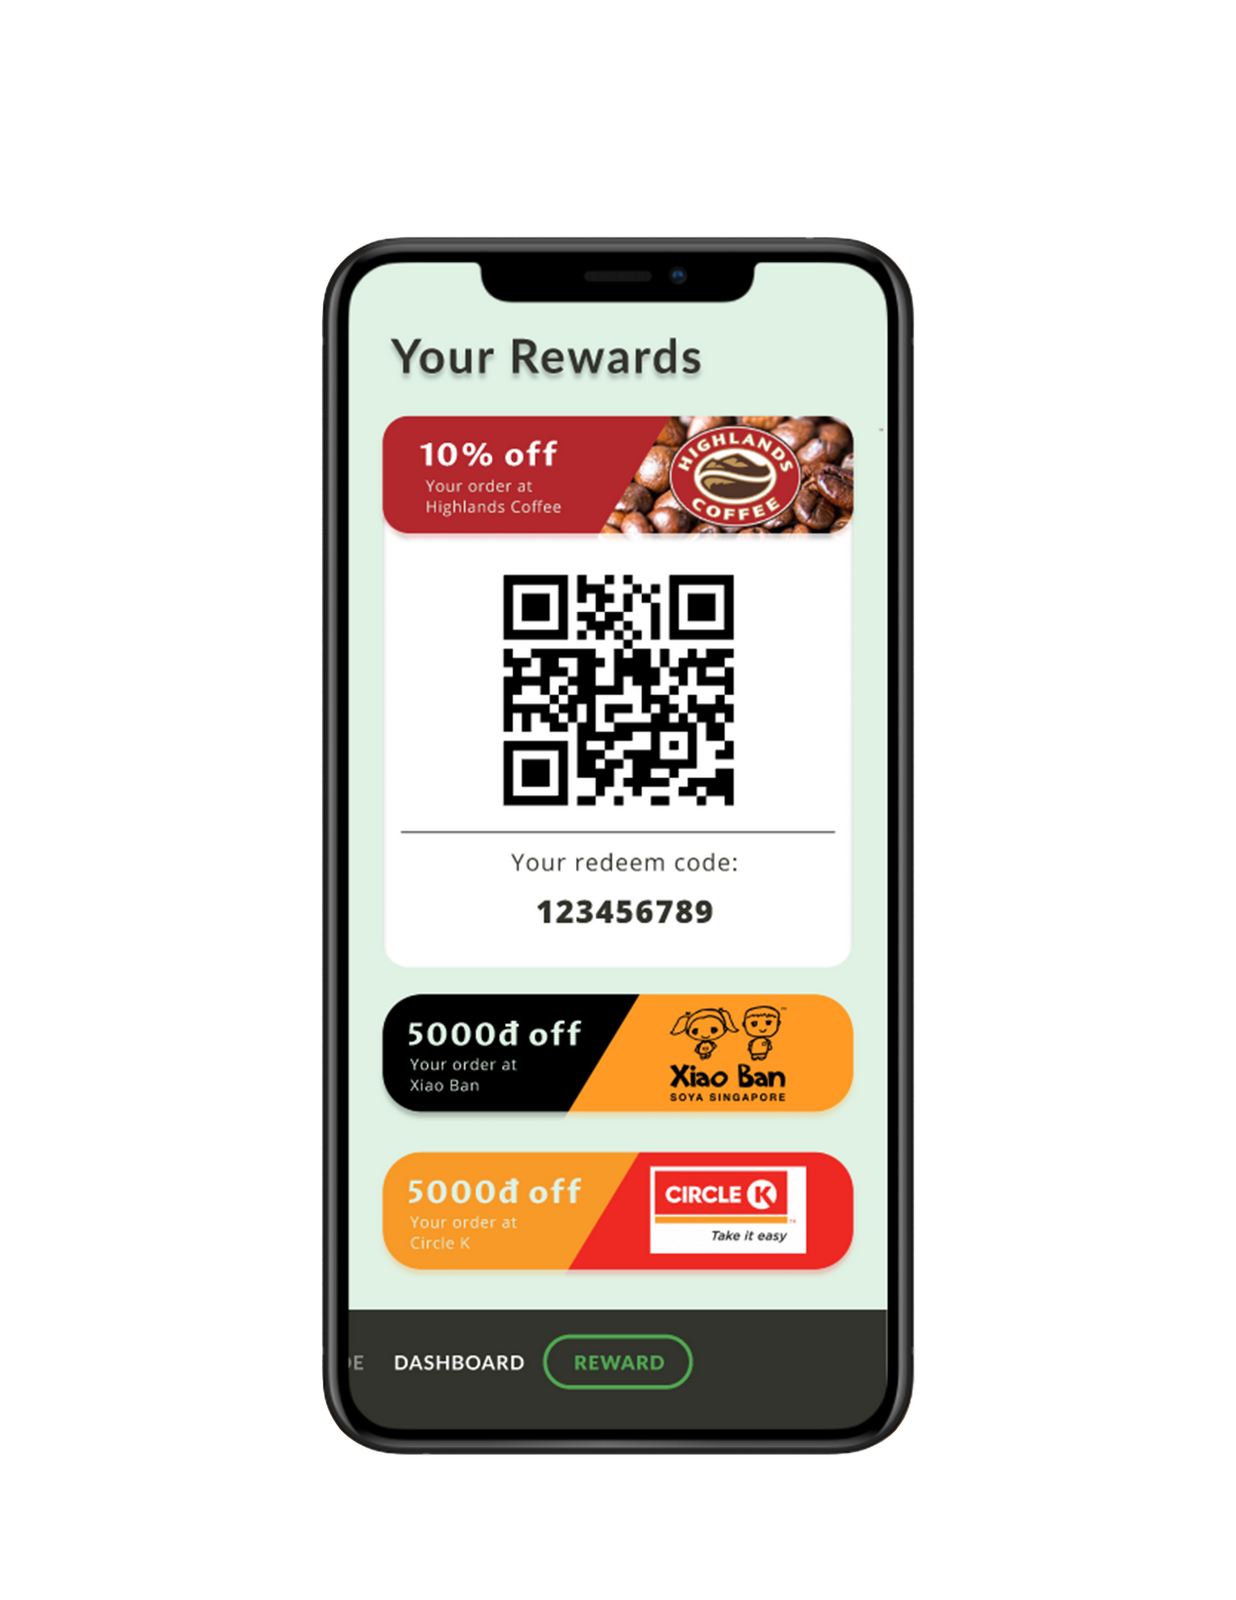 Your Rewards
10% off
Your order at
Highlands Coffee
HIGHLANDS
COFFEE
Your redeem code:
123456789
5000đ off
Your order at
Xiao Ban
Xiao Ban
SOYA SINGAPORE
5000đ off
Your order at
Circle K
CIRCLE K
Take it easy
DASHBOARD
REWARD